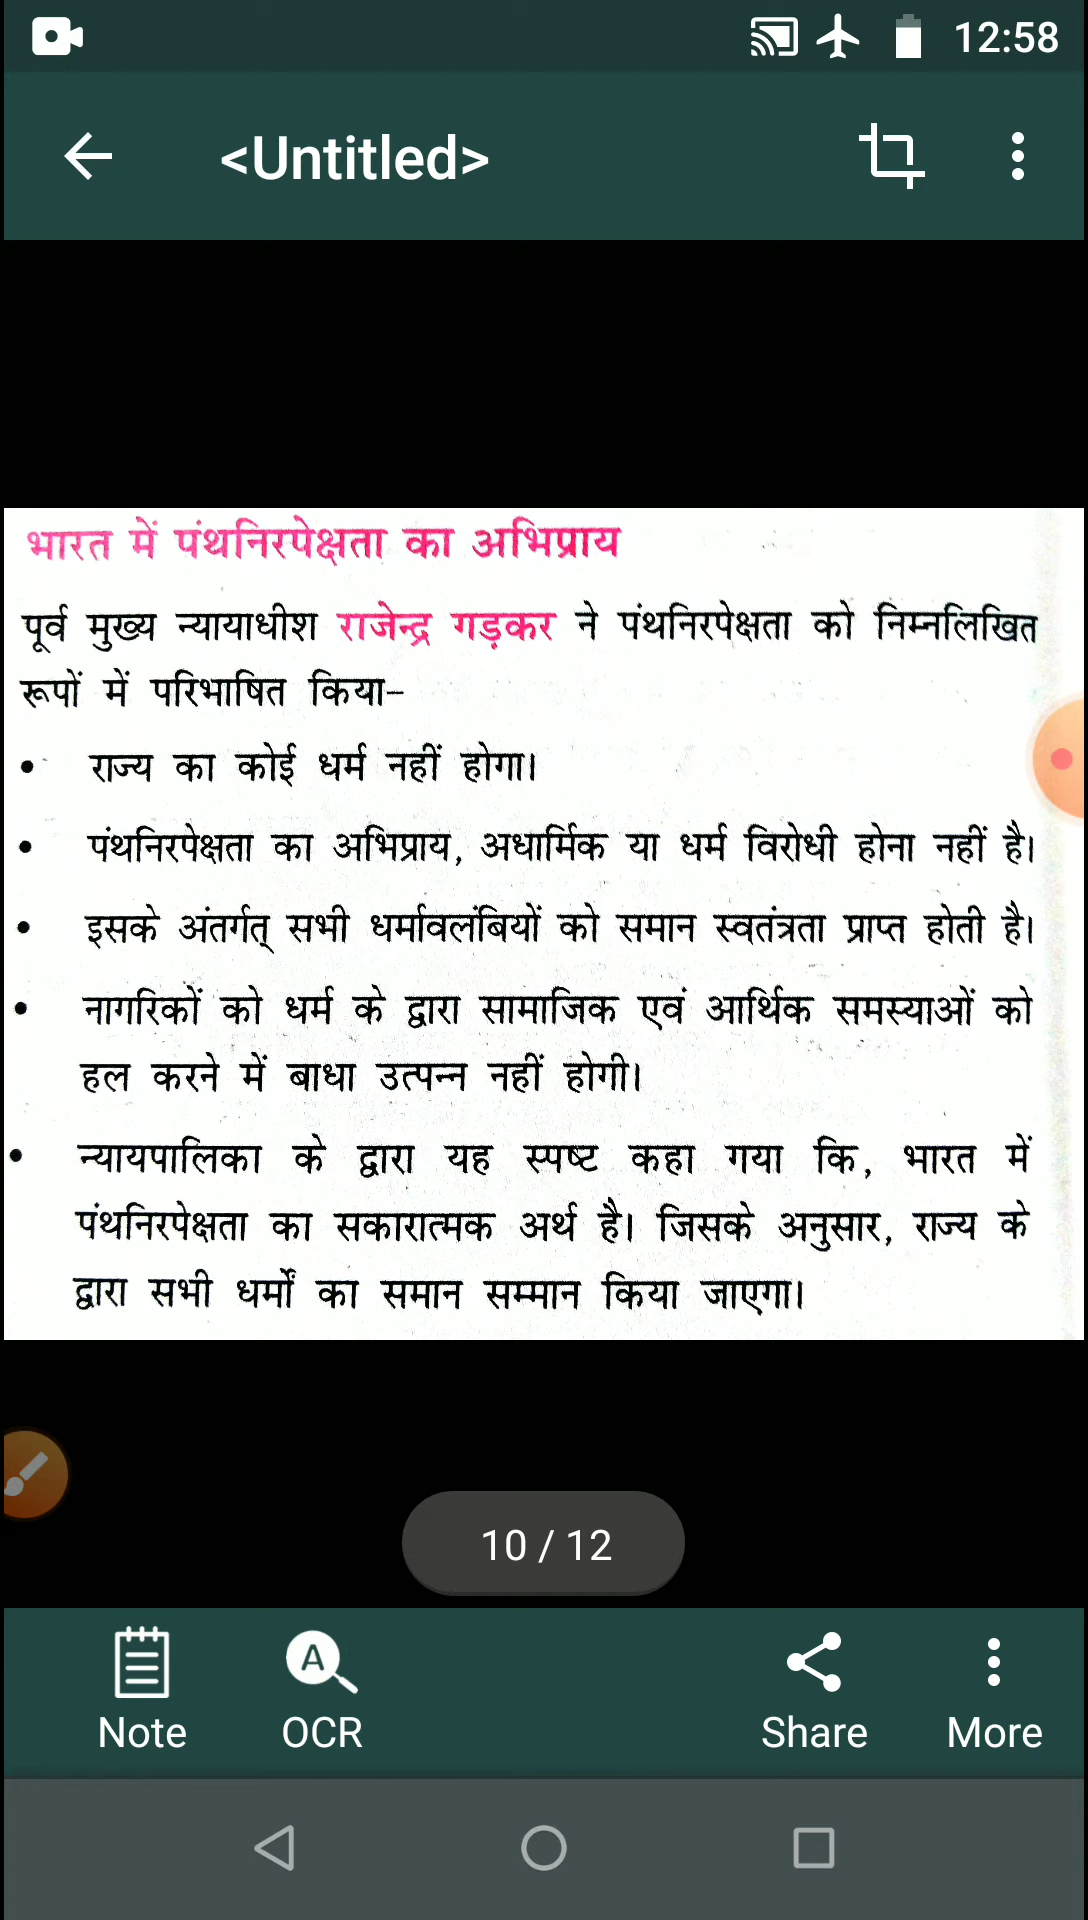 12:58
<Untitled>
भारत में पंथनिरपेक्षता का अभिप्राय
पूर्व मुख्य न्यायाधीश राजेन्द्र गड़कर ने पंथनिरपेक्षता को निम्नलिखित
रूपों में परिभाषित किया–
• राज्य का कोई धर्म नहीं होगा।
• पंथनिरपेक्षता का अभिप्राय, अधार्मिक या धर्म विरोधी होना नहीं है।
• इसके अंतर्गत् सभी धर्मावलंबियों को समान स्वतंत्रता प्राप्त होती है।
• नागरिकों को धर्म के द्वारा सामाजिक एवं आर्थिक समस्याओं को
हल करने में बाधा उत्पन्न नहीं होगी।
• न्यायपालिका के द्वारा यह स्पष्ट कहा गया कि, भारत में
पंथनिरपेक्षता का सकारात्मक अर्थ है। जिसके अनुसार, राज्य के
द्वारा सभी धर्मों का समान सम्मान किया जाएगा।
10 / 12
A
Note OCR Share More